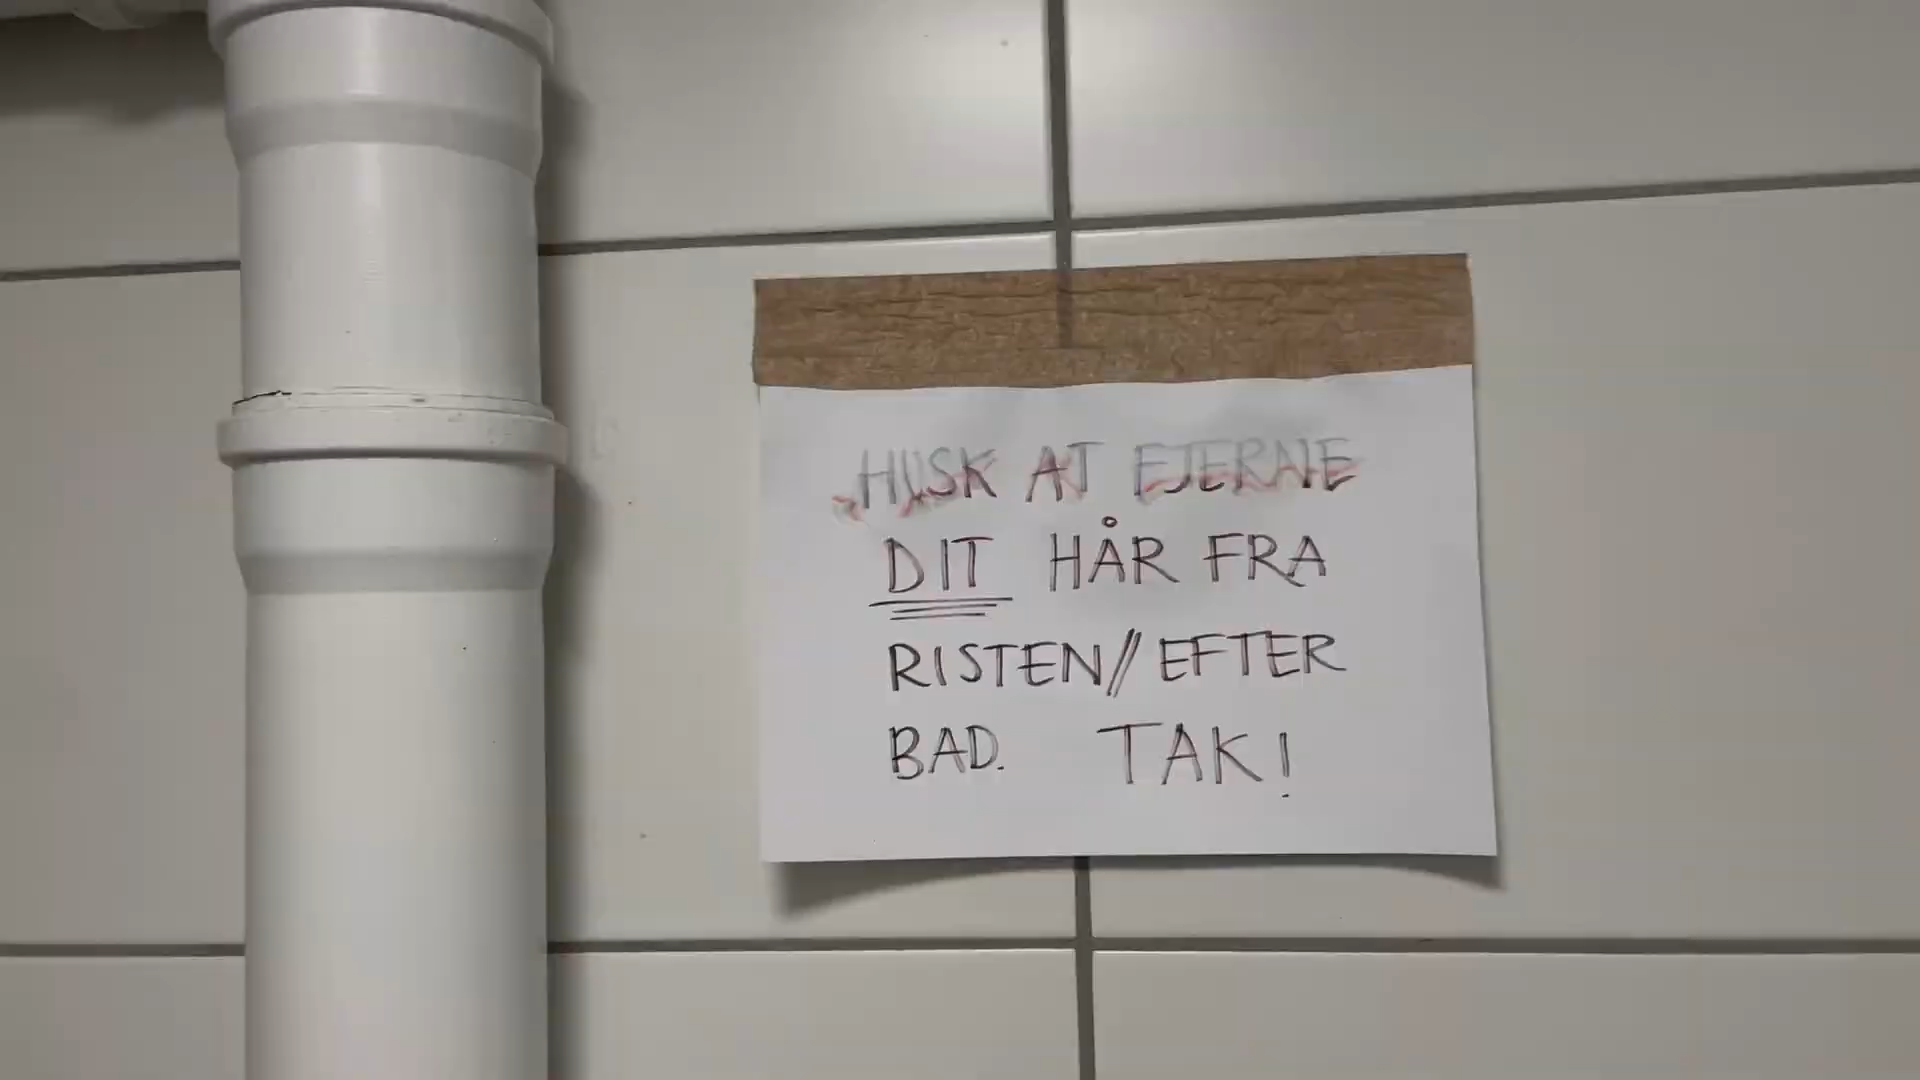 HUSK AT FJERNE
DIT HÅR FRA
RISTEN//EFTER
BAD. TAK!